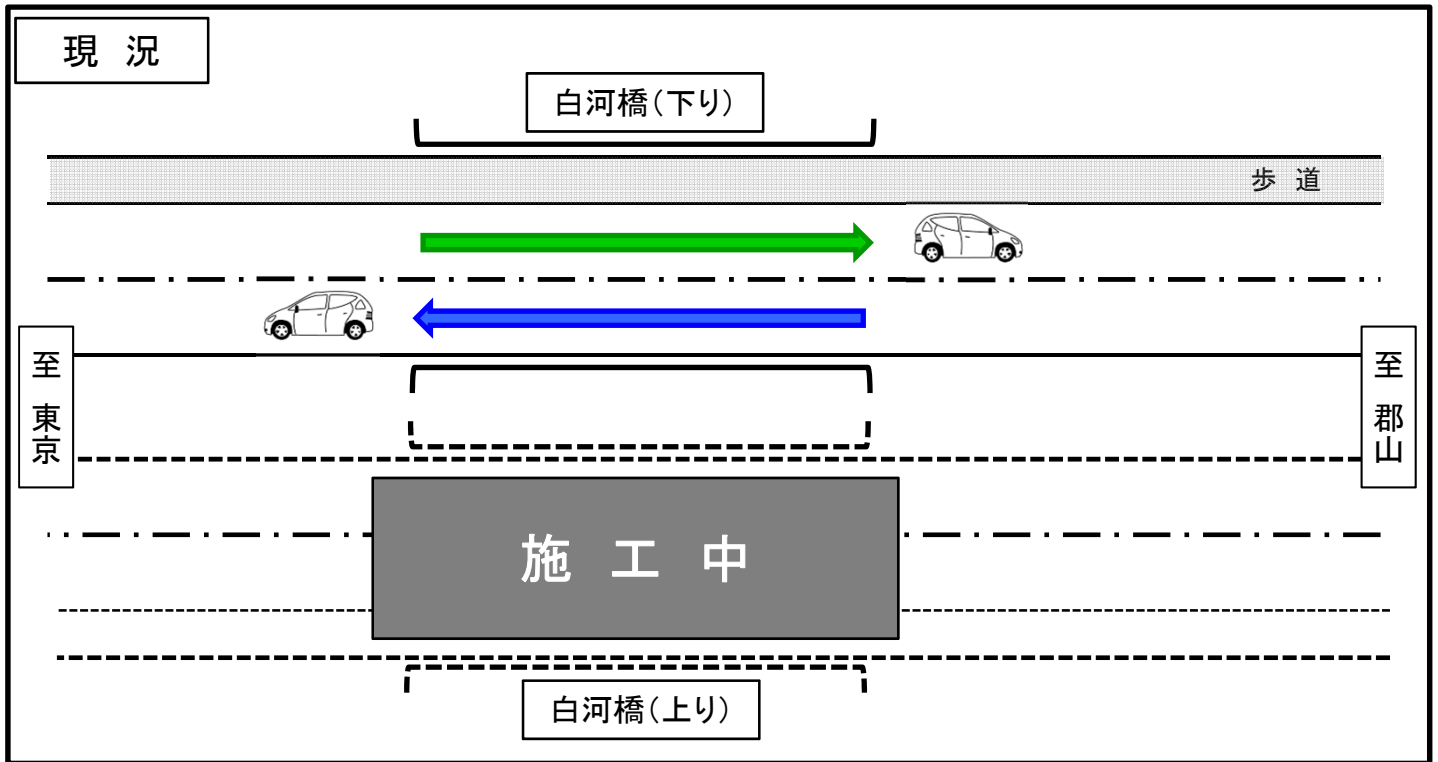 現 況
白河橋(下り)
歩 道
至 東京
至 郡山
施 工 中
白河橋(上り)